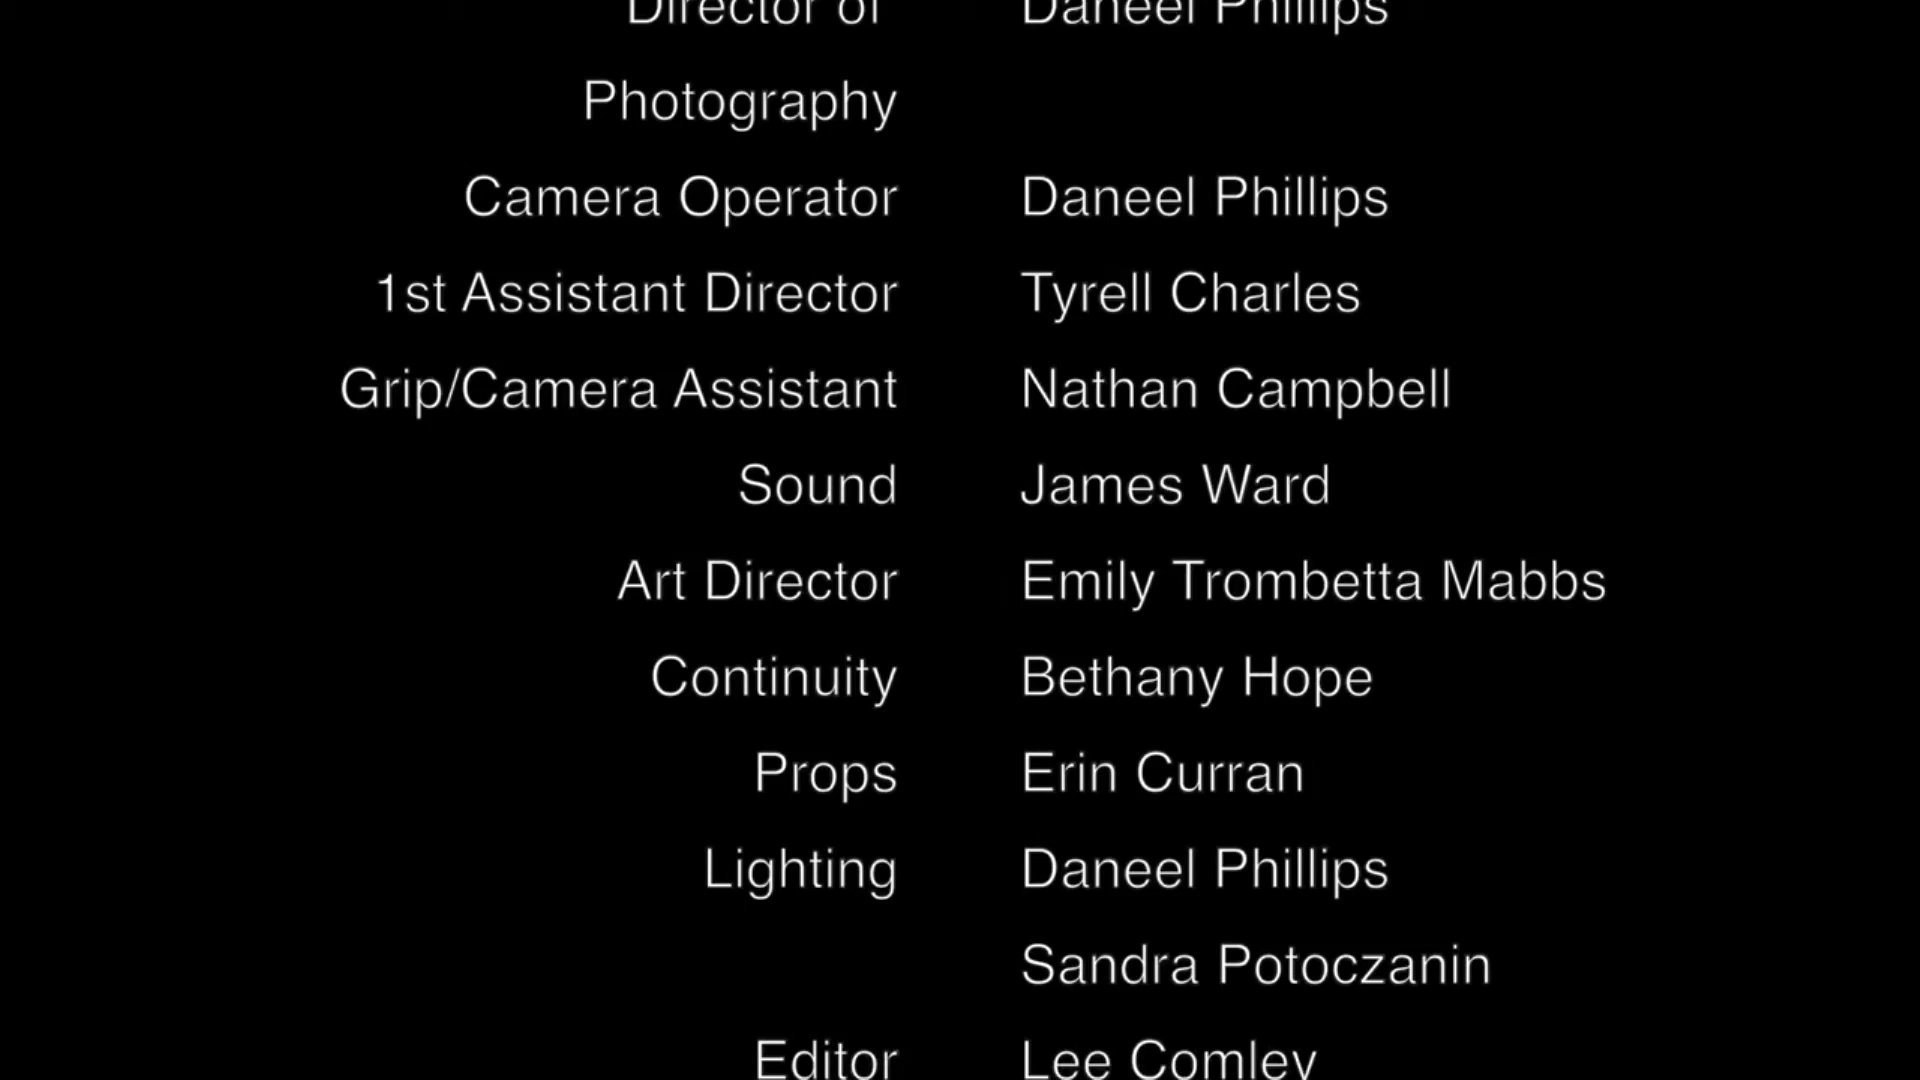 Director of Daneel Phillips
Photography
Camera Operator Daneel Phillips
1st Assistant Director Tyrell Charles
Grip/Camera Assistant Nathan Campbell
Sound James Ward
Art Director Emily Trombetta Mabbs
Continuity Bethany Hope
Props Erin Curran
Lighting Daneel Phillips
Sandra Potoczanin
Editor Lee Comley